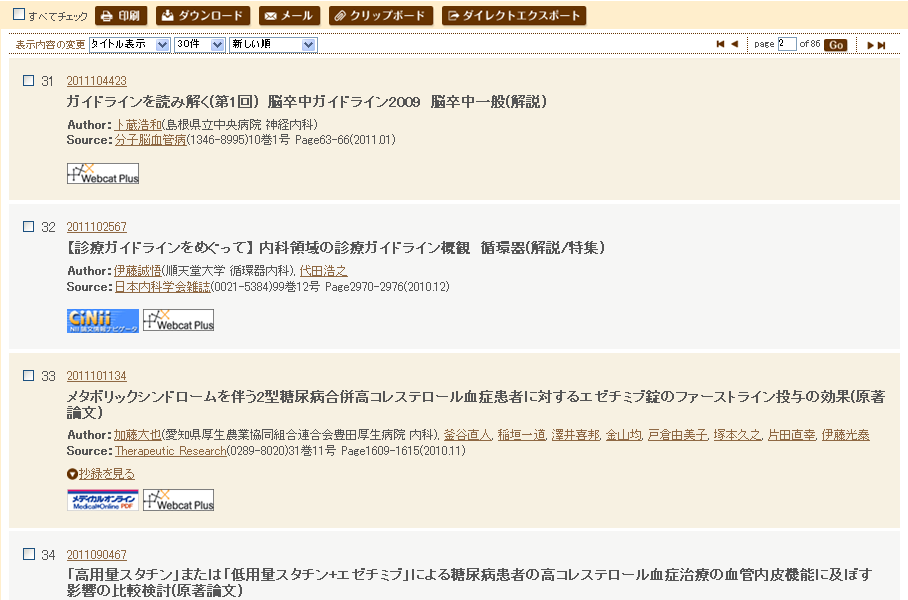 すべてチェック 印刷 ダウンロード メール クリップボード ダイレクトエクスポート
表示内容の変更 タイトル表示 30件 新しい順 page 2 of 86 Go
31 2011104423
ガイドラインを読み解く(第1回) 脳卒中ガイドライン2009 脳卒中一般(解説)
Author: 卜蔵浩和(島根県立中央病院 神経内科)
Source: 分子脳血管病(1346-8995)10巻1号 Page63-66(2011.01)
Webcat Plus
32 2011102567
【診療ガイドラインをめぐって】 内科領域の診療ガイドライン概観 循環器(解説/特集)
Author: 伊藤誠悟(順天堂大学 循環器内科), 代田浩之
Source: 日本内科学会雑誌(0021-5384)99巻12号 Page2970-2976(2010.12)
CiNii NII 論文情報ナビゲータ Webcat Plus
33 2011101134
メタボリックシンドロームを伴う2型糖尿病合併高コレステロール血症患者に対するエゼチミブ錠のファーストライン投与の効果(原著
論文)
Author: 加藤大也(愛知県厚生農業協同組合連合会豊田厚生病院 内科), 釜谷直人, 稲垣一道, 澤井喜邦, 金山均, 戸倉由美子, 塚本久之, 片田直幸, 伊藤光泰
Source: Therapeutic Research(0289-8020)31巻11号 Page1609-1615(2010.11)
抄録を見る
メディカルオンライン Medical*Online PDF Webcat Plus
34 2011090467
「高用量スタチン」または「低用量スタチン+エゼチミブ」による糖尿病患者の高コレステロール血症治療の血管内皮機能に及ぼす
影響の比較検討(原著論文)